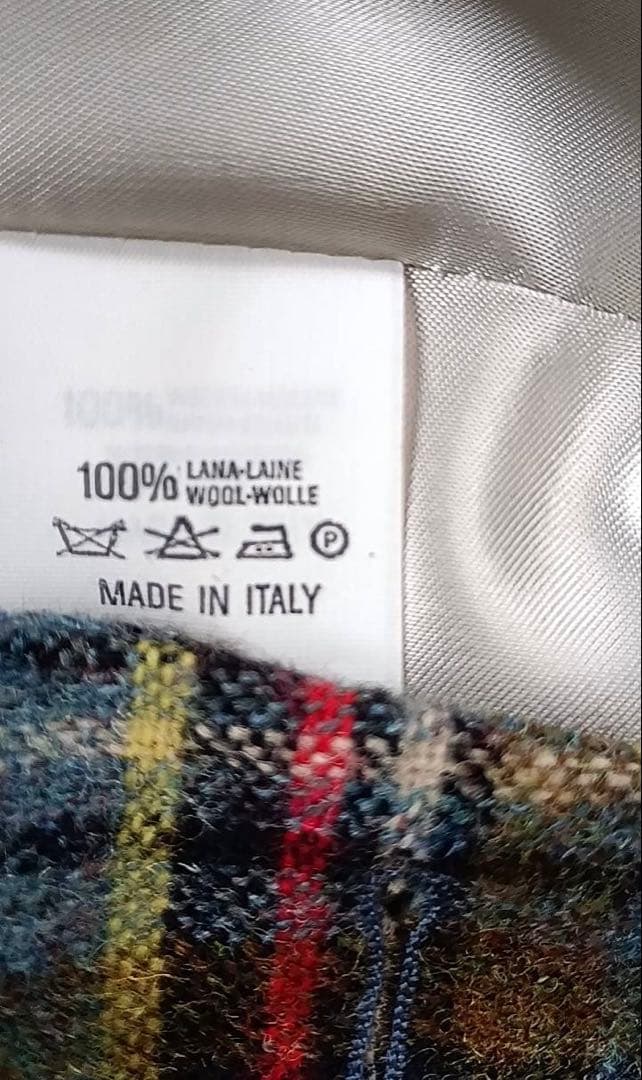 100% LANA-LAINE
WOOL-WOLLE
P
MADE IN ITALY